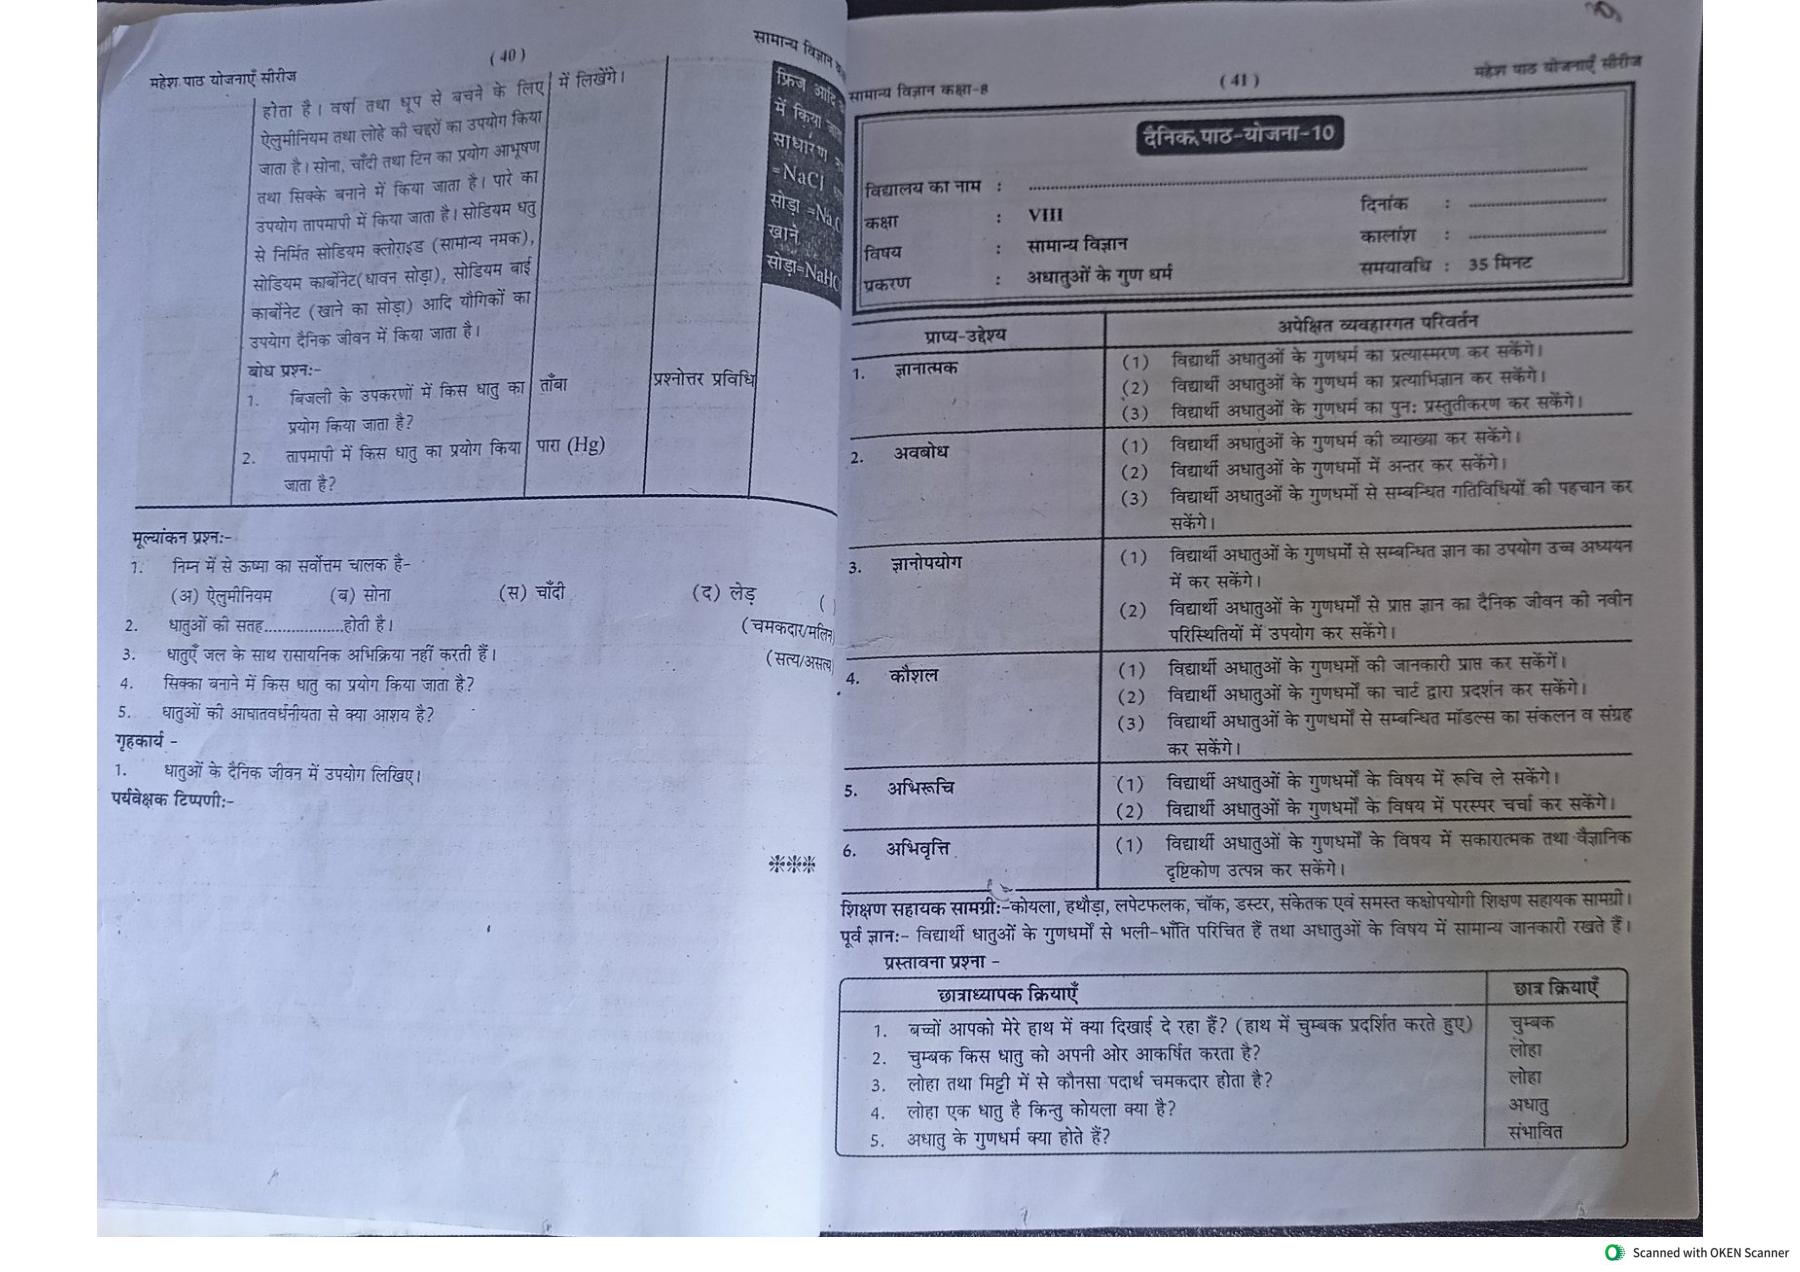 ( 40 )
महेश पाठ योजनाएँ सीरीज
सामान्य विज्ञान
होता है। वर्षा तथा धूप से बचने के लिए
में लिखेंगे।
ऐलुमीनियम तथा लोहे की चद्दरों का उपयोग किया
जाता है। सोना, चाँदी तथा टिन का प्रयोग आभूषण
तथा सिक्के बनाने में किया जाता है। पारे का
उपयोग तापमापी में किया जाता है। सोडियम धतु
से निर्मित सोडियम क्लोराइड (सामान्य नमक),
सोडियम कार्बोनेट(धावन सोड़ा), सोडियम बाई
कार्बोनेट (खाने का सोड़ा) आदि यौगिकों का
उपयोग दैनिक जीवन में किया जाता है।
फ्रिज आदि
में किया
साधारण
=NaCl
सोड़ा =Na
खाने
सोड़ा=NaHC
बोध प्रश्न:-
1. बिजली के उपकरणों में किस धातु का
ताँबा
प्रश्नोत्तर प्रविधि
प्रयोग किया जाता है?
2. तापमापी में किस धातु का प्रयोग किया
पारा (Hg)
जाता है?
मूल्यांकन प्रश्न:-
1. निम्न में से ऊष्मा का सर्वोत्तम चालक है-
(अ) ऐलुमीनियम (ब) सोना (स) चाँदी (द) लेड़ ( )
2. धातुओं की सतह..................होती है। (चमकदार/मलिन)
3. धातुएँ जल के साथ रासायनिक अभिक्रिया नहीं करती हैं। (सत्य/असत्य)
4. सिक्का बनाने में किस धातु का प्रयोग किया जाता है?
5. धातुओं की आघातवर्धनीयता से क्या आशय है?
गृहकार्य -
1. धातुओं के दैनिक जीवन में उपयोग लिखिए।
पर्यवेक्षक टिप्पणी:-
सामान्य विज्ञान कक्षा-8
( 41 )
महेश पाठ योजनाएँ सीरीज
दैनिक पाठ-योजना-10
विद्यालय का नाम : ..........................................................
कक्षा : VIII दिनांक : .........................
विषय : सामान्य विज्ञान कालांश : .........................
प्रकरण : अधातुओं के गुण धर्म समयावधि : 35 मिनट
प्राप्य-उद्देश्य
अपेक्षित व्यवहारगत परिवर्तन
1. ज्ञानात्मक
(1) विद्यार्थी अधातुओं के गुणधर्म का प्रत्यास्मरण कर सकेंगे।
(2) विद्यार्थी अधातुओं के गुणधर्म का प्रत्याभिज्ञान कर सकेंगे।
(3) विद्यार्थी अधातुओं के गुणधर्म का पुन: प्रस्तुतीकरण कर सकेंगे।
2. अवबोध
(1) विद्यार्थी अधातुओं के गुणधर्म की व्याख्या कर सकेंगे।
(2) विद्यार्थी अधातुओं के गुणधर्मो में अन्तर कर सकेंगे।
(3) विद्यार्थी अधातुओं के गुणधर्मो से सम्बन्धित गतिविधियों की पहचान कर
सकेंगे।
3. ज्ञानोपयोग
(1) विद्यार्थी अधातुओं के गुणधर्मों से सम्बन्धित ज्ञान का उपयोग उच्च अध्ययन
में कर सकेंगे।
(2) विद्यार्थी अधातुओं के गुणधर्मों से प्राप्त ज्ञान का दैनिक जीवन की नवीन
परिस्थितियों में उपयोग कर सकेंगे।
4. कौशल
(1) विद्यार्थी अधातुओं के गुणधर्मो की जानकारी प्राप्त कर सकेंगें।
(2) विद्यार्थी अधातुओं के गुणधर्मों का चार्ट द्वारा प्रदर्शन कर सकेंगे।
(3) विद्यार्थी अधातुओं के गुणधर्मों से सम्बन्धित मॉडल्स का संकलन व संग्रह
कर सकेंगे।
5. अभिरूचि
(1) विद्यार्थी अधातुओं के गुणधर्मों के विषय में रूचि ले सकेंगे।
(2) विद्यार्थी अधातुओं के गुणधर्मों के विषय में परस्पर चर्चा कर सकेंगे।
6. अभिवृत्ति
(1) विद्यार्थी अधातुओं के गुणधर्मों के विषय में सकारात्मक तथा वैज्ञानिक
दृष्टिकोण उत्पन्न कर सकेंगे।
शिक्षण सहायक सामग्री:-कोयला, हथौड़ा, लपेटफलक, चॉक, डस्टर, संकेतक एवं समस्त कक्षोपयोगी शिक्षण सहायक सामग्री।
पूर्व ज्ञान:- विद्यार्थी धातुओं के गुणधर्मों से भली-भाँति परिचित हैं तथा अधातुओं के विषय में सामान्य जानकारी रखते हैं।
प्रस्तावना प्रश्ना -
छात्राध्यापक क्रियाएँ
छात्र क्रियाएँ
1. बच्चों आपको मेरे हाथ में क्या दिखाई दे रहा हैं? (हाथ में चुम्बक प्रदर्शित करते हुए) चुम्बक
2. चुम्बक किस धातु को अपनी ओर आकर्षित करता है? लोहा
3. लोहा तथा मिट्टी में से कौनसा पदार्थ चमकदार होता है? लोहा
4. लोहा एक धातु है किन्तु कोयला क्या है? अधातु
5. अधातु के गुणधर्म क्या होते हैं? संभावित
Scanned with OKEN Scanner